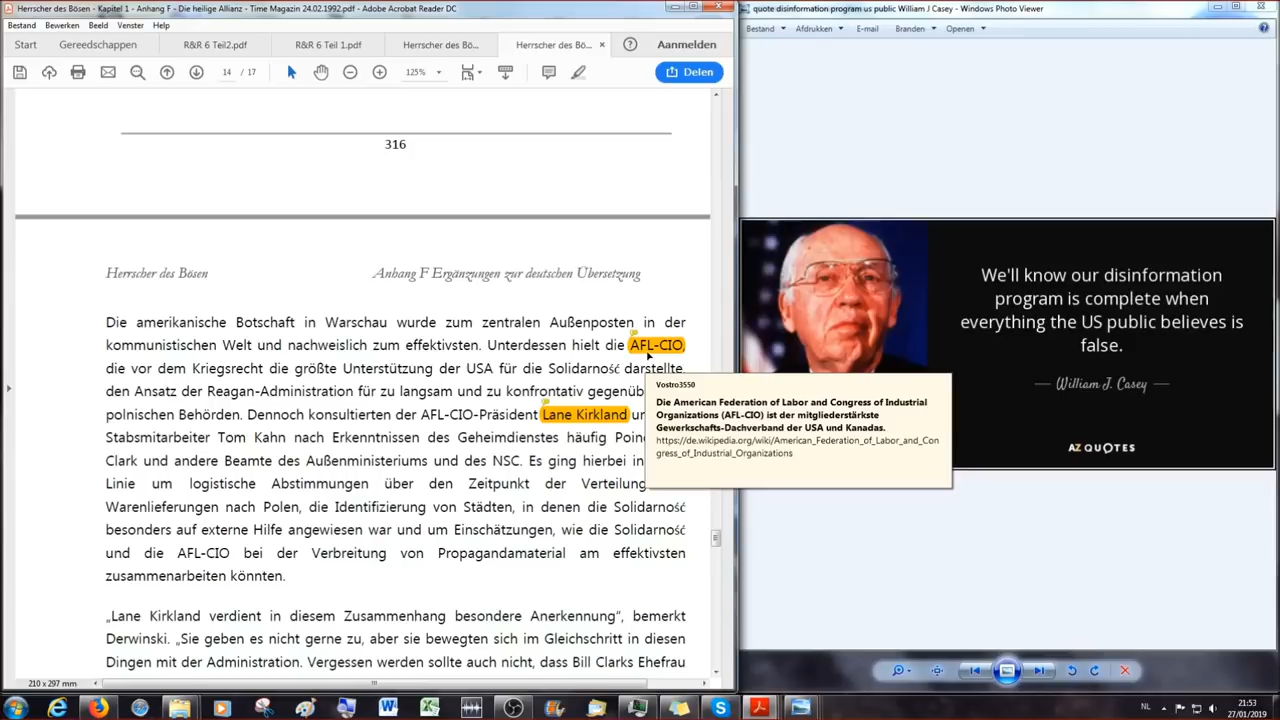 Herrscher des Bösen - Kapitel 1 - Anhang F - Die heilige Allianz - Time Magazin 24.02.1992.pdf - Adobe Acrobat Reader DC
Bestand Bewerken Beeld Venster Help
Start Gereedschappen R&R 6 Teil2.pdf R&R 6 Teil 1.pdf Herrscher des Bö... Herrscher des Bö... × ? Aanmelden
14 / 17 125% Delen
316
Herrscher des Bösen Anhang F Ergänzungen zur deutschen Übersetzung
Die amerikanische Botschaft in Warschau wurde zum zentralen Außenposten in der
kommunistischen Welt und nachweislich zum effektivsten. Unterdessen hielt die AFL-CIO,
die vor dem Kriegsrecht die größte Unterstützung der USA für die Solidarność darstellte,
den Ansatz der Reagan-Administration für zu langsam und zu konfrontativ gegenüb
polnischen Behörden. Dennoch konsultierten der AFL-CIO-Präsident Lane Kirkland un
Stabsmitarbeiter Tom Kahn nach Erkenntnissen des Geheimdienstes häufig Poin
Clark und andere Beamte des Außenministeriums und des NSC. Es ging hierbei in
Linie um logistische Abstimmungen über den Zeitpunkt der Verteilung
Warenlieferungen nach Polen, die Identifizierung von Städten, in denen die Solidarność
besonders auf externe Hilfe angewiesen war und um Einschätzungen, wie die Solidarność
und die AFL-CIO bei der Verbreitung von Propagandamaterial am effektivsten
zusammenarbeiten könnten.
„Lane Kirkland verdient in diesem Zusammenhang besondere Anerkennung“, bemerkt
Derwinski. „Sie geben es nicht gerne zu, aber sie bewegten sich im Gleichschritt in diesen
Dingen mit der Administration. Vergessen werden sollte auch nicht, dass Bill Clarks Ehefrau
210 x 297 mm
Vostro3550
Die American Federation of Labor and Congress of Industrial
Organizations (AFL-CIO) ist der mitgliederstärkste
Gewerkschafts-Dachverband der USA und Kanadas.
https://de.wikipedia.org/wiki/American_Federation_of_Labor_and_Con
gress_of_Industrial_Organizations
quote disinformation program us public William J Casey - Windows Photo Viewer
Bestand Afdrukken E-mail Branden Openen
We'll know our disinformation
program is complete when
everything the US public believes is
false.
— William J. Casey —
AZ QUOTES
NL 21:53
27/01/2019